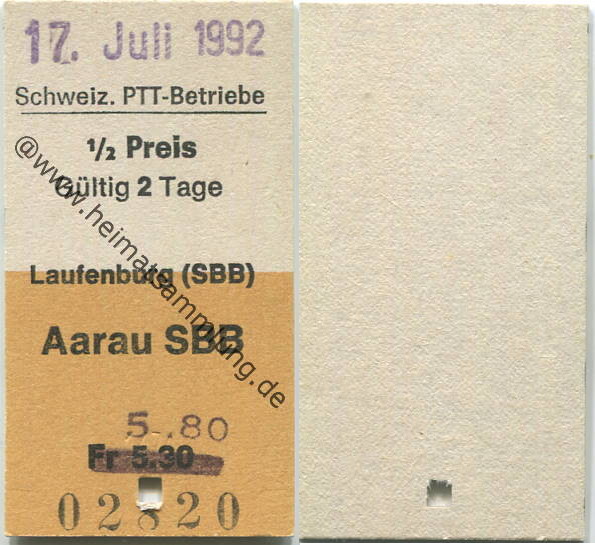 17. Juli 1992
Schweiz. PTT-Betriebe
1/2 Preis
Gültig 2 Tage
Laufenburg (SBB)
Aarau SBB
5.80
Fr 5.30
02820
@www.heimatsammlung.de